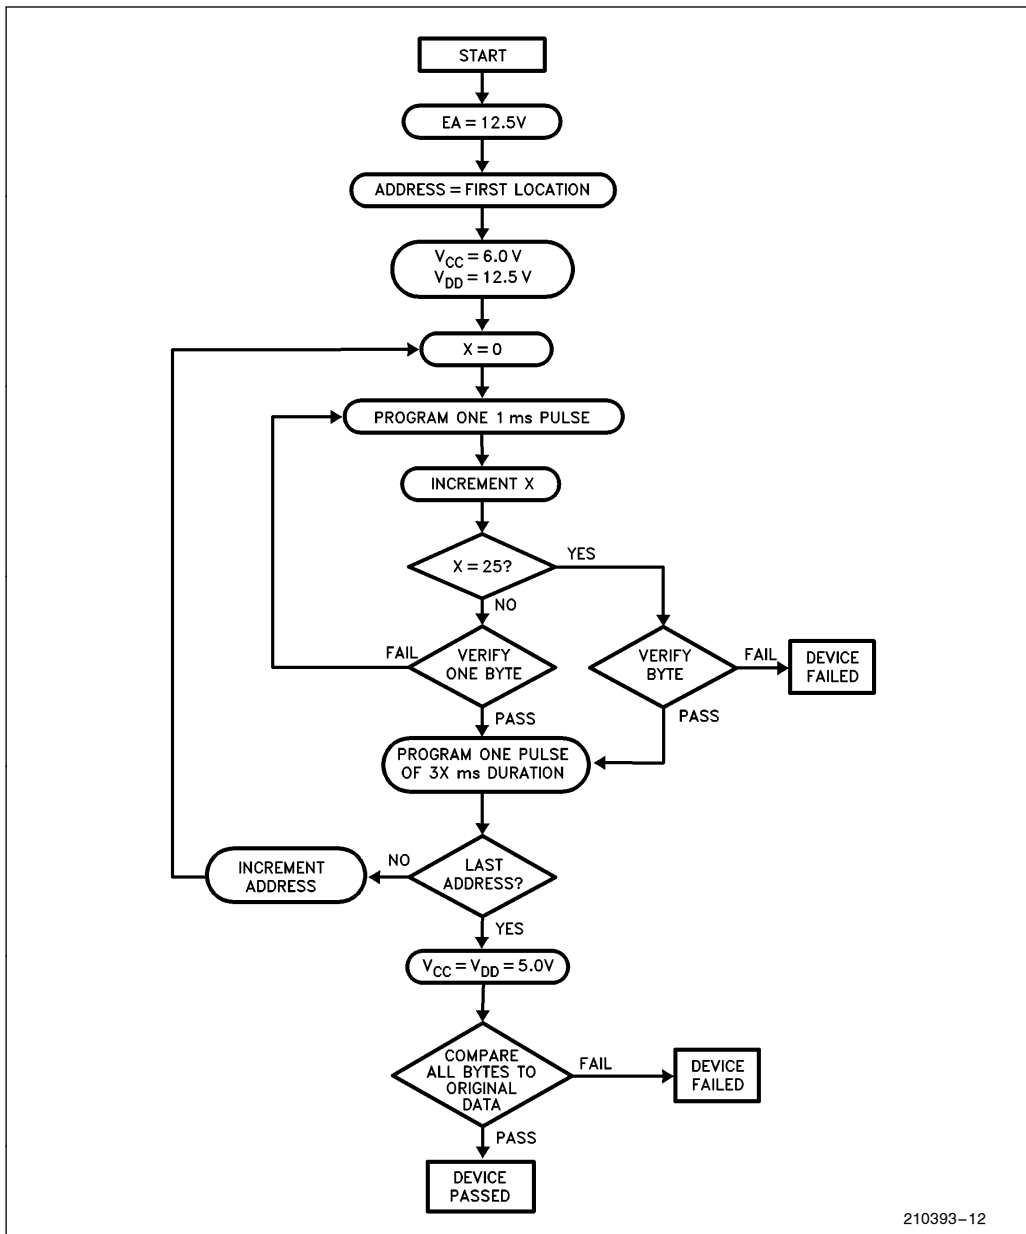 START
EA = 12.5V
ADDRESS = FIRST LOCATION
VCC = 6.0 V
VDD = 12.5 V
X = 0
PROGRAM ONE 1 ms PULSE
INCREMENT X
X = 25?
YES
NO
VERIFY
ONE BYTE
FAIL
VERIFY
BYTE
FAIL
DEVICE
FAILED
PASS
PASS
PROGRAM ONE PULSE
OF 3X ms DURATION
LAST
ADDRESS?
NO
INCREMENT
ADDRESS
YES
VCC = VDD = 5.0V
COMPARE
ALL BYTES TO
ORIGINAL
DATA
FAIL
DEVICE
FAILED
PASS
DEVICE
PASSED
210393–12